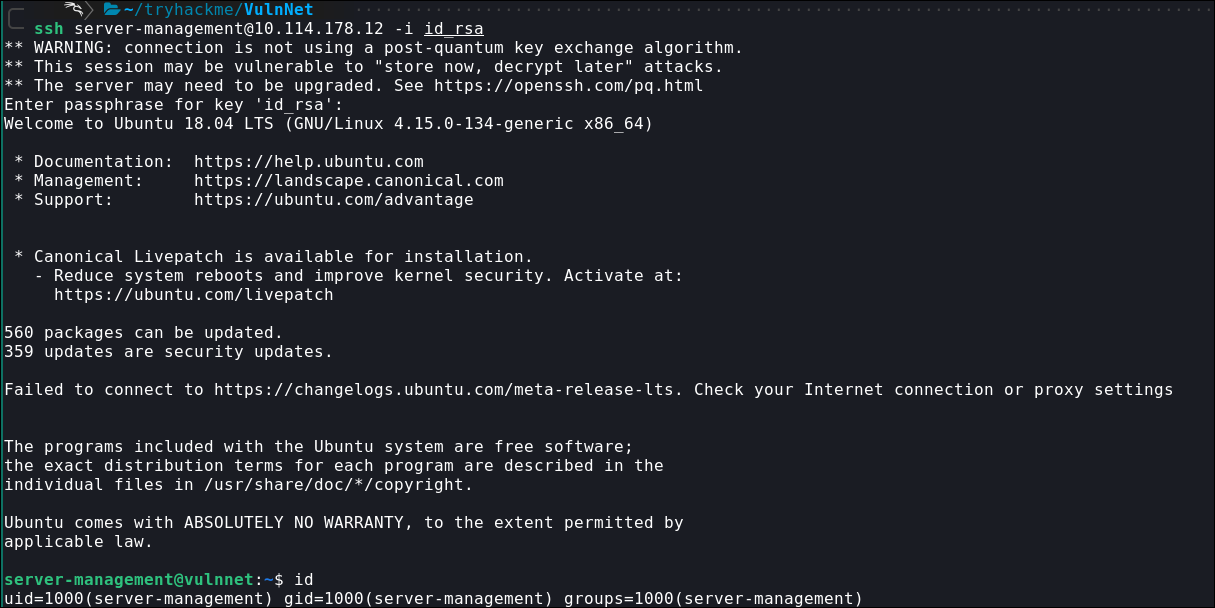 ~/tryhackme/VulnNet
ssh server-management@10.114.178.12 -i id_rsa
** WARNING: connection is not using a post-quantum key exchange algorithm.
** This session may be vulnerable to "store now, decrypt later" attacks.
** The server may need to be upgraded. See https://openssh.com/pq.html
Enter passphrase for key 'id_rsa':
Welcome to Ubuntu 18.04 LTS (GNU/Linux 4.15.0-134-generic x86_64)
* Documentation:  https://help.ubuntu.com
* Management:     https://landscape.canonical.com
* Support:        https://ubuntu.com/advantage
* Canonical Livepatch is available for installation.
- Reduce system reboots and improve kernel security. Activate at:
https://ubuntu.com/livepatch
560 packages can be updated.
359 updates are security updates.
Failed to connect to https://changelogs.ubuntu.com/meta-release-lts. Check your Internet connection or proxy settings
The programs included with the Ubuntu system are free software;
the exact distribution terms for each program are described in the
individual files in /usr/share/doc/*/copyright.
Ubuntu comes with ABSOLUTELY NO WARRANTY, to the extent permitted by
applicable law.
server-management@vulnnet:~$ id
uid=1000(server-management) gid=1000(server-management) groups=1000(server-management)